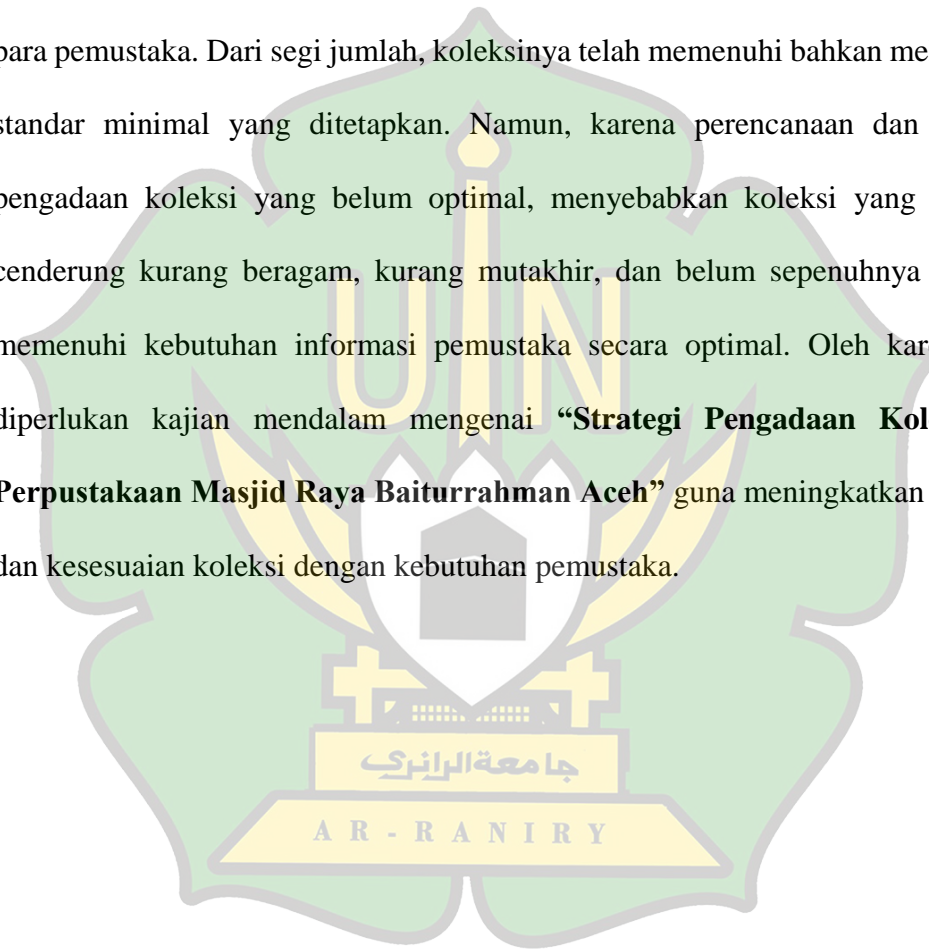 para pemustaka. Dari segi jumlah, koleksinya telah memenuhi bahkan me
standar minimal yang ditetapkan. Namun, karena perencanaan dan
pengadaan koleksi yang belum optimal, menyebabkan koleksi yang
cenderung kurang beragam, kurang mutakhir, dan belum sepenuhnya
memenuhi kebutuhan informasi pemustaka secara optimal. Oleh kar
diperlukan kajian mendalam mengenai “Strategi Pengadaan Kol
Perpustakaan Masjid Raya Baiturrahman Aceh” guna meningkatkan
dan kesesuaian koleksi dengan kebutuhan pemustaka.
UIN
جامعةالرانري
AR-RANIRY